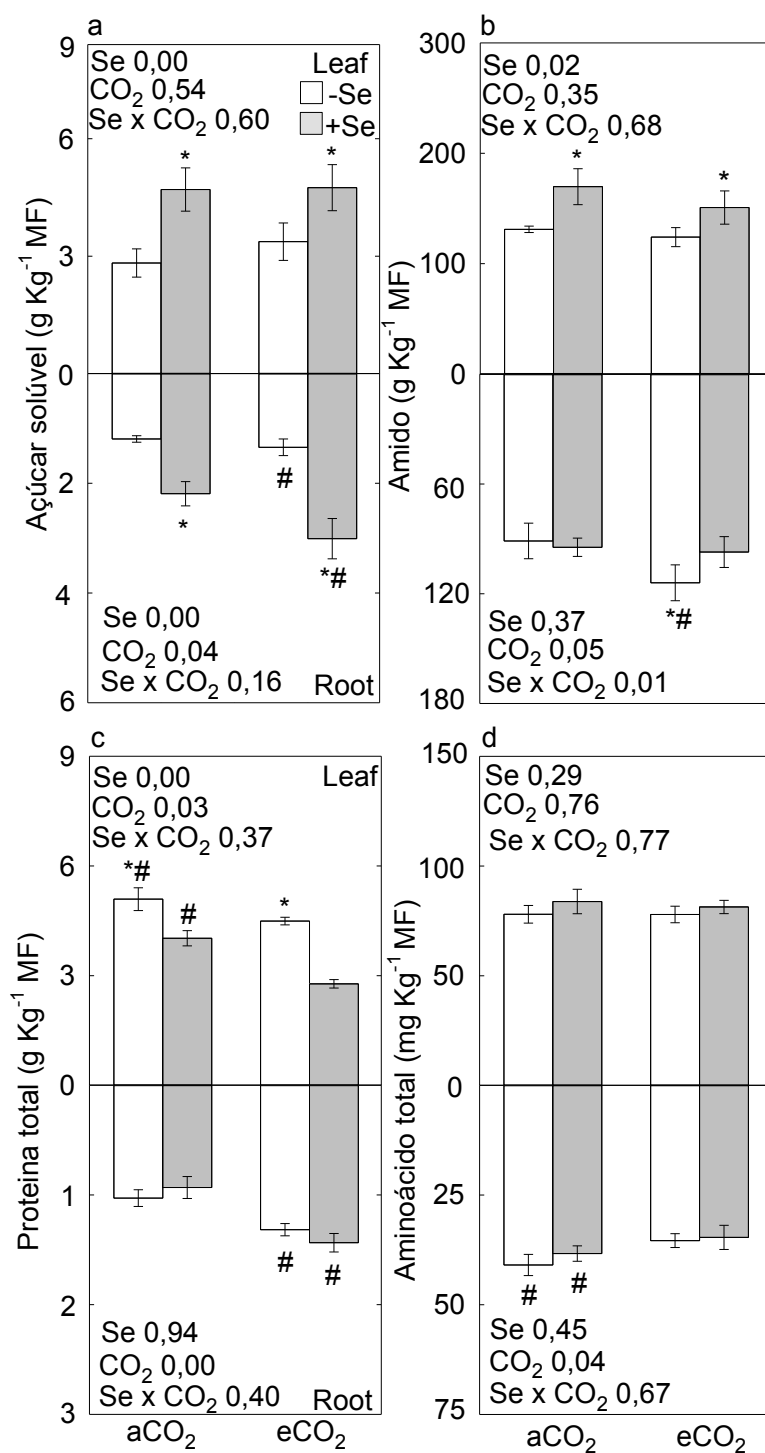 a
9
6
3
0
2
4
6
Açúcar solúvel (g Kg⁻¹ MF)
Se 0,00
CO₂ 0,54
Se x CO₂ 0,60
Leaf
-Se
+Se
*
*
#
*
*#
Se 0,00
CO₂ 0,04
Se x CO₂ 0,16
Root
b
300
200
100
0
60
120
180
Amido (g Kg⁻¹ MF)
Se 0,02
CO₂ 0,35
Se x CO₂ 0,68
*
*
*#
Se 0,37
CO₂ 0,05
Se x CO₂ 0,01
c
9
6
3
0
1
2
3
Proteina total (g Kg⁻¹ MF)
Se 0,00
CO₂ 0,03
Se x CO₂ 0,37
Leaf
*#
#
*
#
#
Se 0,94
CO₂ 0,00
Se x CO₂ 0,40
Root
aCO₂
eCO₂
d
150
100
50
0
25
50
75
Aminoácido total (mg Kg⁻¹ MF)
Se 0,29
CO₂ 0,76
Se x CO₂ 0,77
#
#
Se 0,45
CO₂ 0,04
Se x CO₂ 0,67
aCO₂
eCO₂